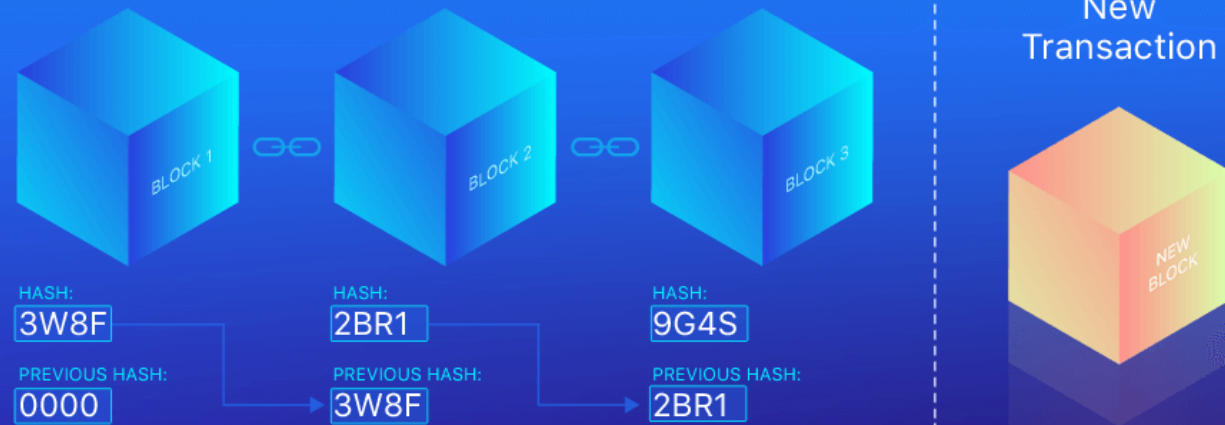 BLOCK 1
BLOCK 2
BLOCK 3
HASH:
3W8F
PREVIOUS HASH:
0000
HASH:
2BR1
PREVIOUS HASH:
3W8F
HASH:
9G4S
PREVIOUS HASH:
2BR1
New
Transaction
NEW
BLOCK